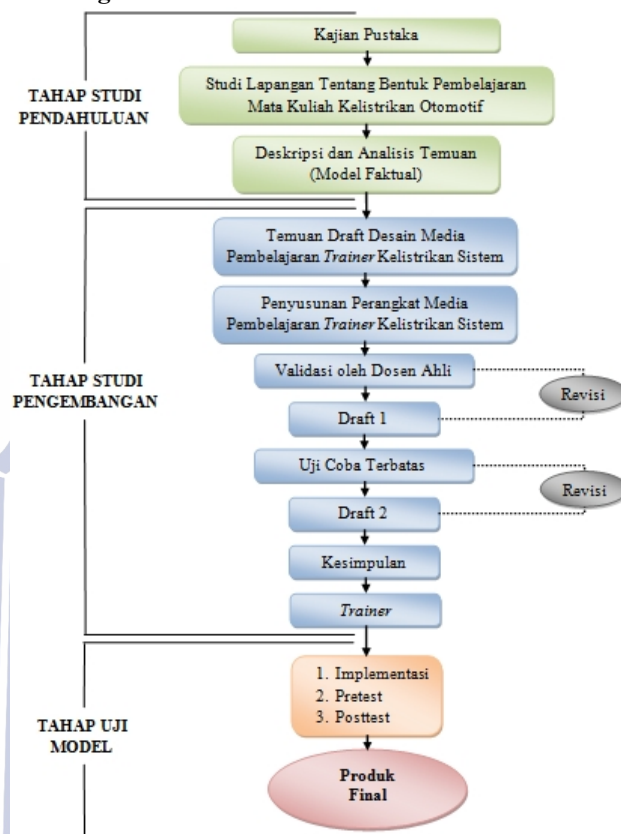 Kajian Pustaka
TAHAP STUDI
PENDAHULUAN
Studi Lapangan Tentang Bentuk Pembelajaran
Mata Kuliah Kelistrikan Otomotif
Deskripsi dan Analisis Temuan
(Model Faktual)
Temuan Draft Desain Media
Pembelajaran Trainer Kelistrikan Sistem
Penyusunan Perangkat Media
Pembelajaran Trainer Kelistrikan Sistem
TAHAP STUDI
PENGEMBANGAN
Validasi oleh Dosen Ahli
Revisi
Draft 1
Uji Coba Terbatas
Revisi
Draft 2
Kesimpulan
Trainer
TAHAP UJI
MODEL
1. Implementasi
2. Pretest
3. Posttest
Produk
Final